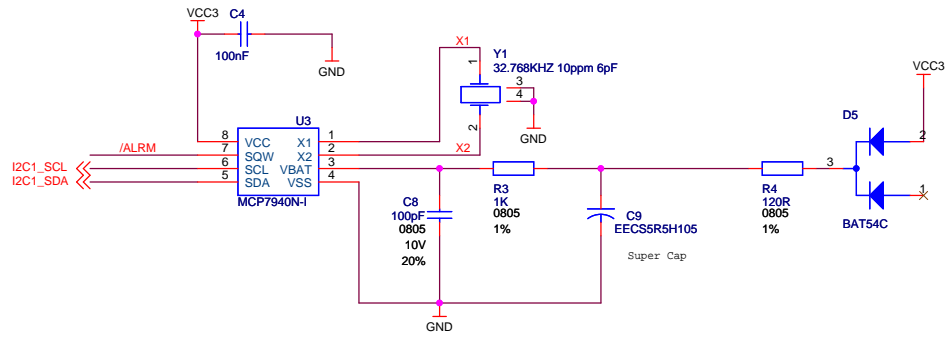 VCC3
C4
100nF
GND
X1
1
Y1
32.768KHZ 10ppm 6pF
3
4
2
X2
GND
VCC3
D5
2
3
1
BAT54C
U3
8 VCC X1 1
7 SQW X2 2
6 SCL VBAT 3
5 SDA VSS 4
MCP7940N-I
/ALRM
I2C1_SCL
I2C1_SDA
R3
1K
0805
1%
R4
120R
0805
1%
C8
100pF
0805
10V
20%
C9
EECS5R5H105
Super Cap
GND